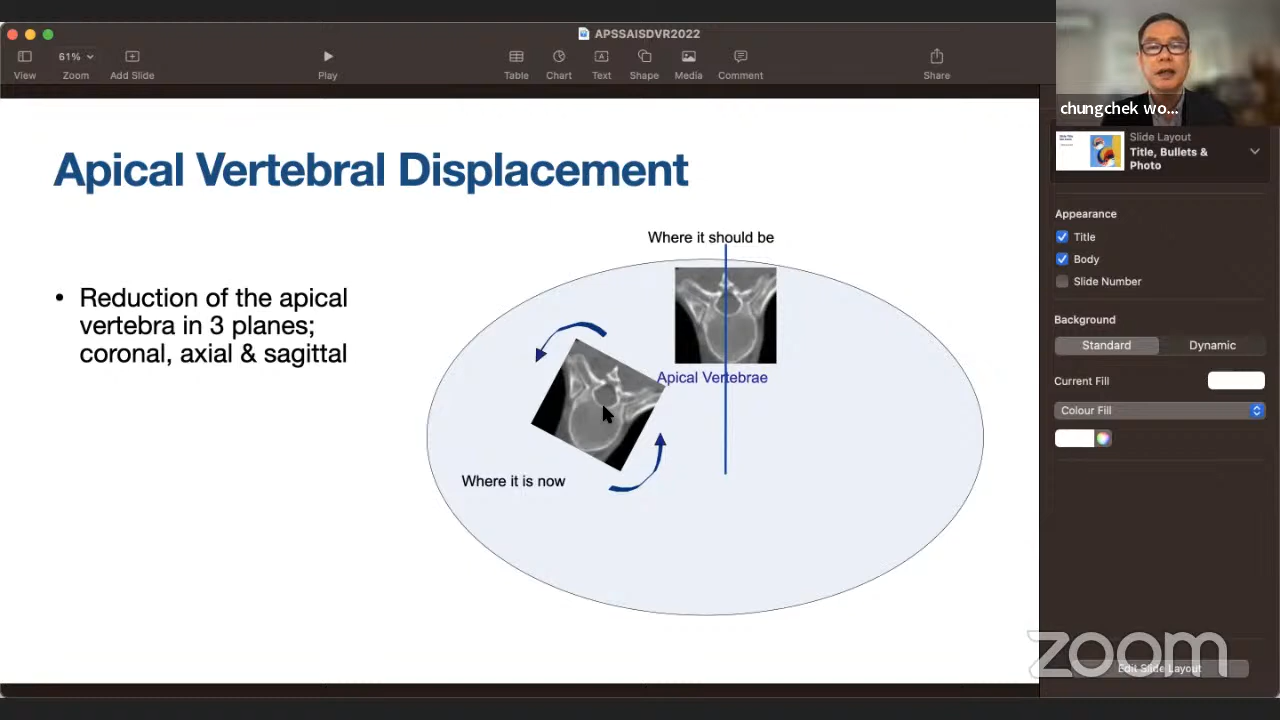 APSSAISDVR2022
61%
View
Zoom
Add Slide
Play
Table
Chart
Text
Shape
Media
Comment
Share
chungchek wo...
Slide Layout
Title, Bullets &
Photo
Appearance
Title
Body
Slide Number
Background
Standard
Dynamic
Current Fill
Colour Fill
Edit Slide Layout
zoom
Apical Vertebral Displacement
• Reduction of the apical
vertebra in 3 planes;
coronal, axial & sagittal
Where it should be
Apical Vertebrae
Where it is now